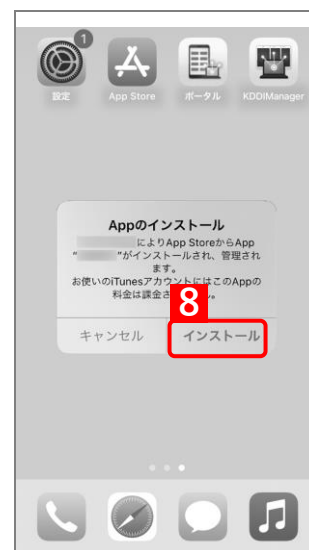 1
設定 App Store ポータル KDDIManager
Appのインストール
によりApp StoreからApp
“ ”がインストールされ、管理され
ます。
お使いのiTunesアカウントにはこのAppの
料金は課金さ ん。
8
キャンセル インストール